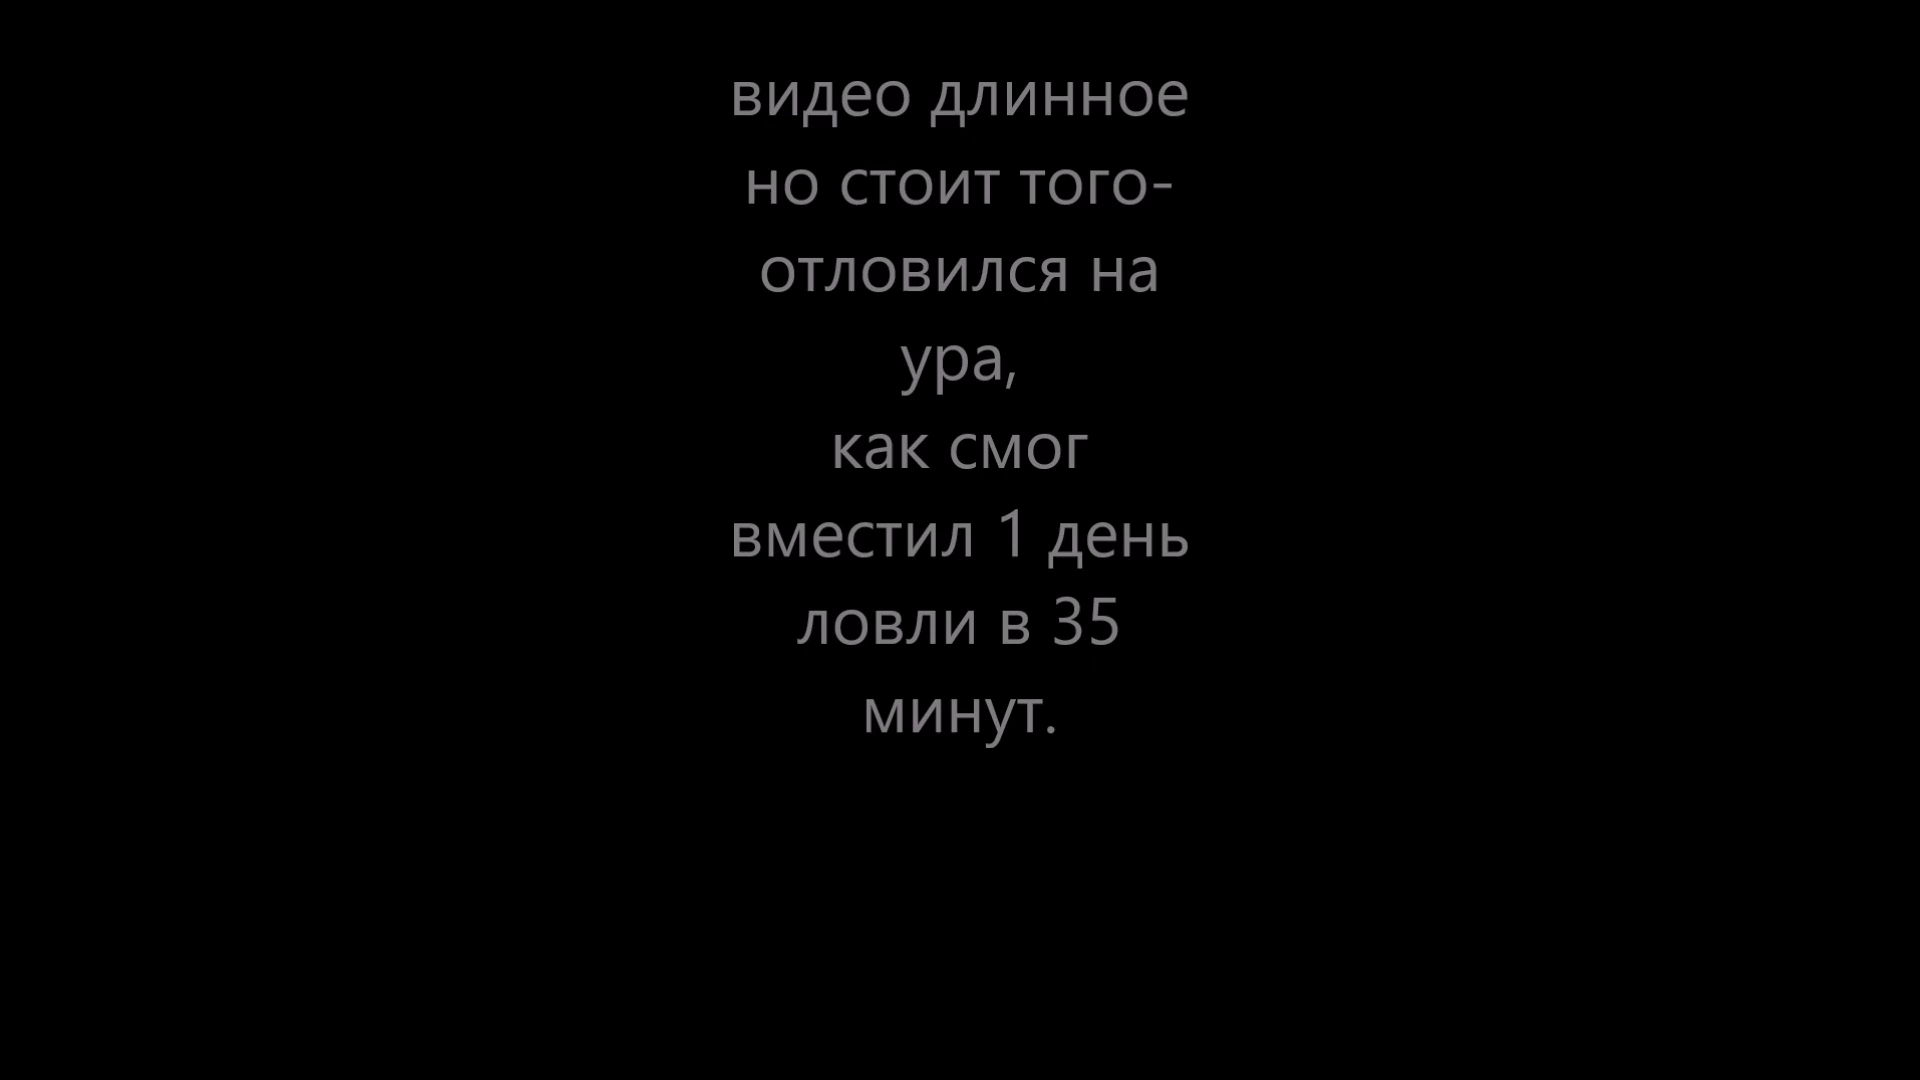 видео длинное
но стоит того-
отловился на
ура,
как смог
вместил 1 день
ловли в 35
минут.